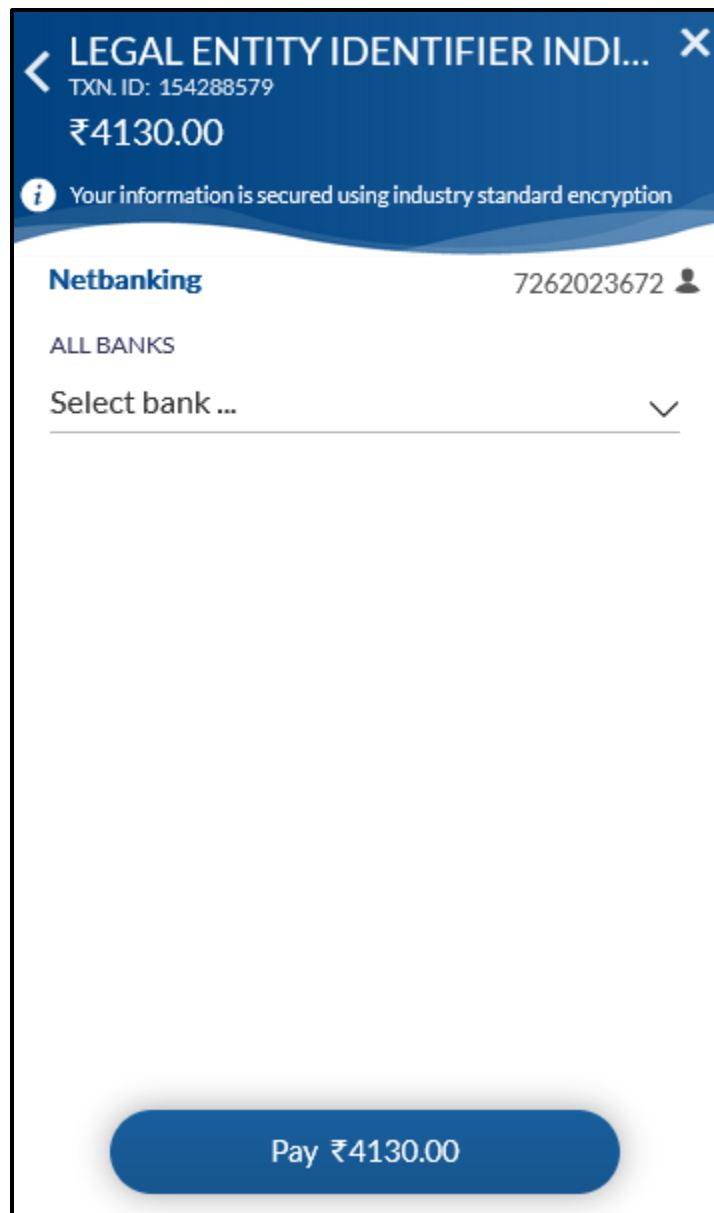 LEGAL ENTITY IDENTIFIER INDI...
TXN. ID: 154288579
₹4130.00
Your information is secured using industry standard encryption
Netbanking 7262023672
ALL BANKS
Select bank ...
Pay ₹4130.00